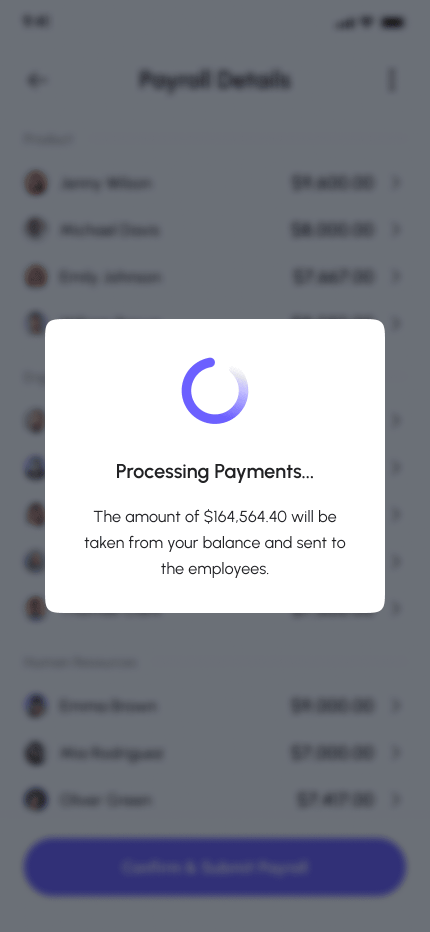 9:41
Payroll Details
Product
Jenny Wilson
$9,600.00
Michael Davis
$8,000.00
Emily Johnson
$7,667.00
Processing Payments...
The amount of $164,564.40 will be
taken from your balance and sent to
the employees.
Human Resources
Emma Brown
$9,000.00
Mia Rodriguez
$7,000.00
Oliver Green
$7,417.00
Confirm & Submit Payroll